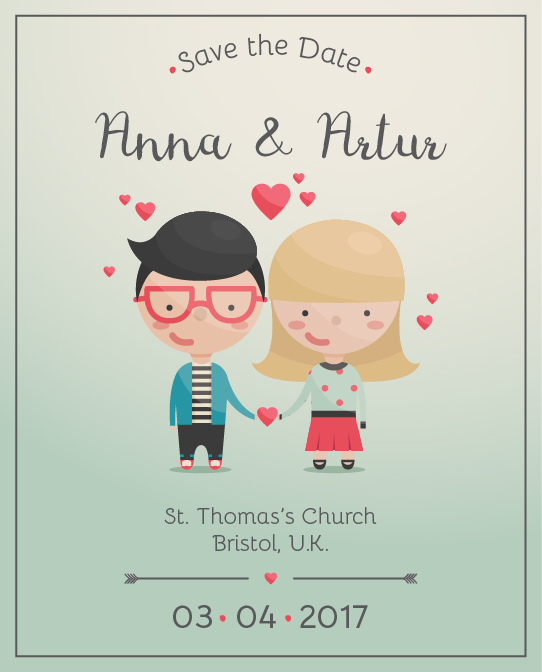 Save the Date
Anna & Artur
St. Thomas's Church
Bristol, U.K.
03 • 04 • 2017